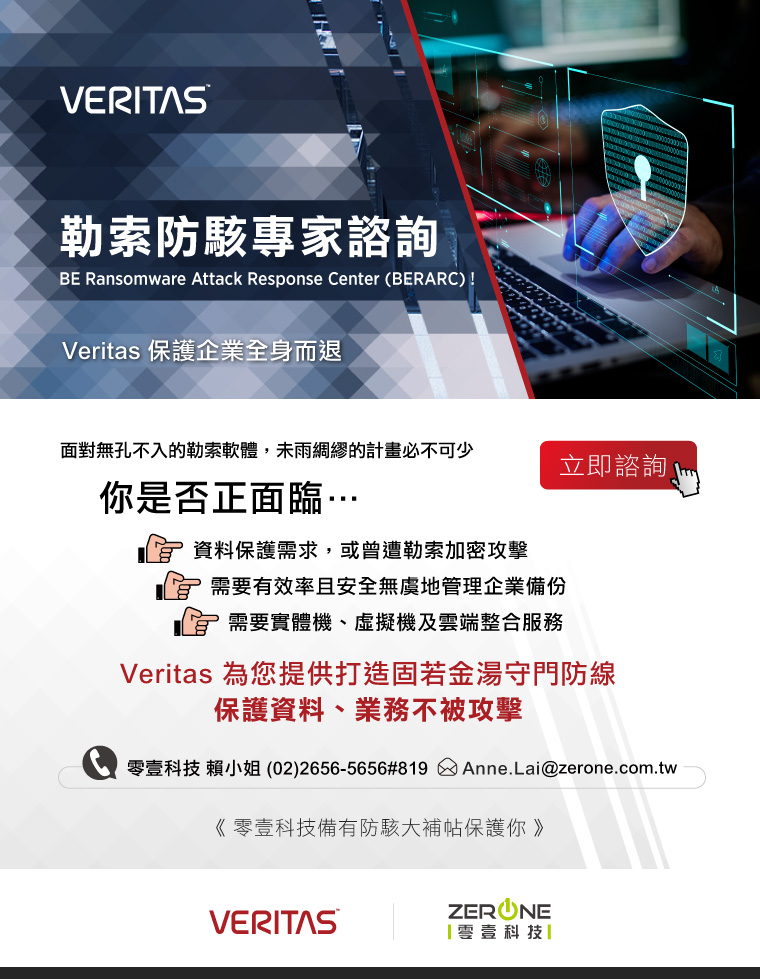 VERITAS™
勒索防駭專家諮詢
BE Ransomware Attack Response Center (BERARC) !
Veritas 保護企業全身而退
面對無孔不入的勒索軟體，未雨綢繆的計畫必不可少
立即諮詢
你是否正面臨⋯
資料保護需求，或曾遭勒索加密攻擊
需要有效率且安全無虞地管理企業備份
需要實體機、虛擬機及雲端整合服務
Veritas 為您提供打造固若金湯守門防線
保護資料、業務不被攻擊
零壹科技 賴小姐 (02)2656-5656#819 Anne.Lai@zerone.com.tw
《 零壹科技備有防駭大補帖保護你 》
VERITAS™
ZERONE
零壹科技